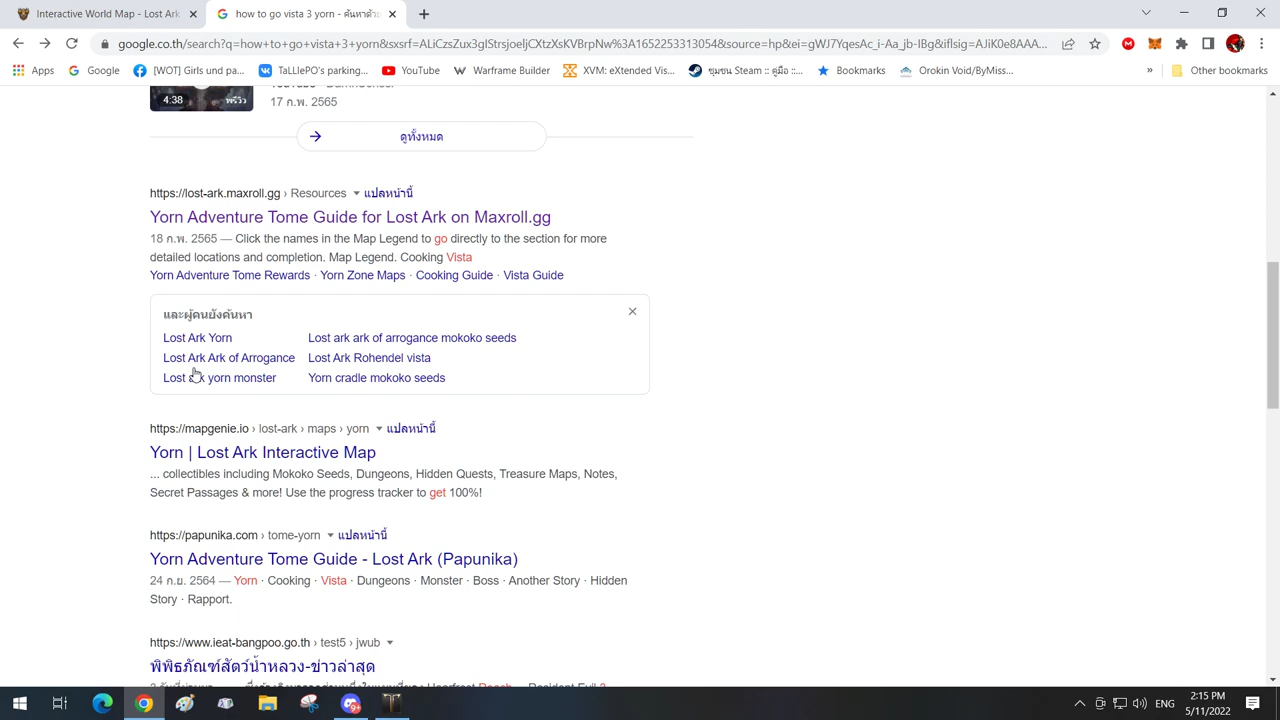 Interactive World Map - Lost Ark
how to go vista 3 yorn - ค้นหาด้วย
google.co.th/search?q=how+to+go+vista+3+yorn&sxsrf=ALiCzsZux3gIStrsjoeliCXtzXsKVBrpNw%3A1652253313054&source=hp&ei=gWJ7YqesAc_i-Aa_jb-IBg&iflsig=AJiK0e8AAA...
Apps Google [WOT] Girls und pa... TaLLlePO's parking... YouTube Warframe Builder XVM: eXtended Vis... ชุมชน Steam :: คู่มือ ::... Bookmarks Orokin Void/ByMiss... » Other bookmarks
4:38 พรีวิว
17 ก.พ. 2565
ดูทั้งหมด
https://lost-ark.maxroll.gg › Resources แปลหน้านี้
Yorn Adventure Tome Guide for Lost Ark on Maxroll.gg
18 ก.พ. 2565 — Click the names in the Map Legend to go directly to the section for more
detailed locations and completion. Map Legend. Cooking Vista
Yorn Adventure Tome Rewards · Yorn Zone Maps · Cooking Guide · Vista Guide
และผู้คนยังค้นหา
Lost Ark Yorn Lost ark ark of arrogance mokoko seeds
Lost Ark Ark of Arrogance Lost Ark Rohendel vista
Lost ark yorn monster Yorn cradle mokoko seeds
https://mapgenie.io › lost-ark › maps › yorn แปลหน้านี้
Yorn | Lost Ark Interactive Map
... collectibles including Mokoko Seeds, Dungeons, Hidden Quests, Treasure Maps, Notes,
Secret Passages & more! Use the progress tracker to get 100%!
https://papunika.com › tome-yorn แปลหน้านี้
Yorn Adventure Tome Guide - Lost Ark (Papunika)
24 ก.ย. 2564 — Yorn · Cooking · Vista · Dungeons · Monster · Boss · Another Story · Hidden
Story · Rapport.
https://www.ieat-bangpoo.go.th › test5 › jwub
พิพิธภัณฑ์สัตว์น้ำหลวง-ข่าวล่าสุด
ENG
2:15 PM
5/11/2022